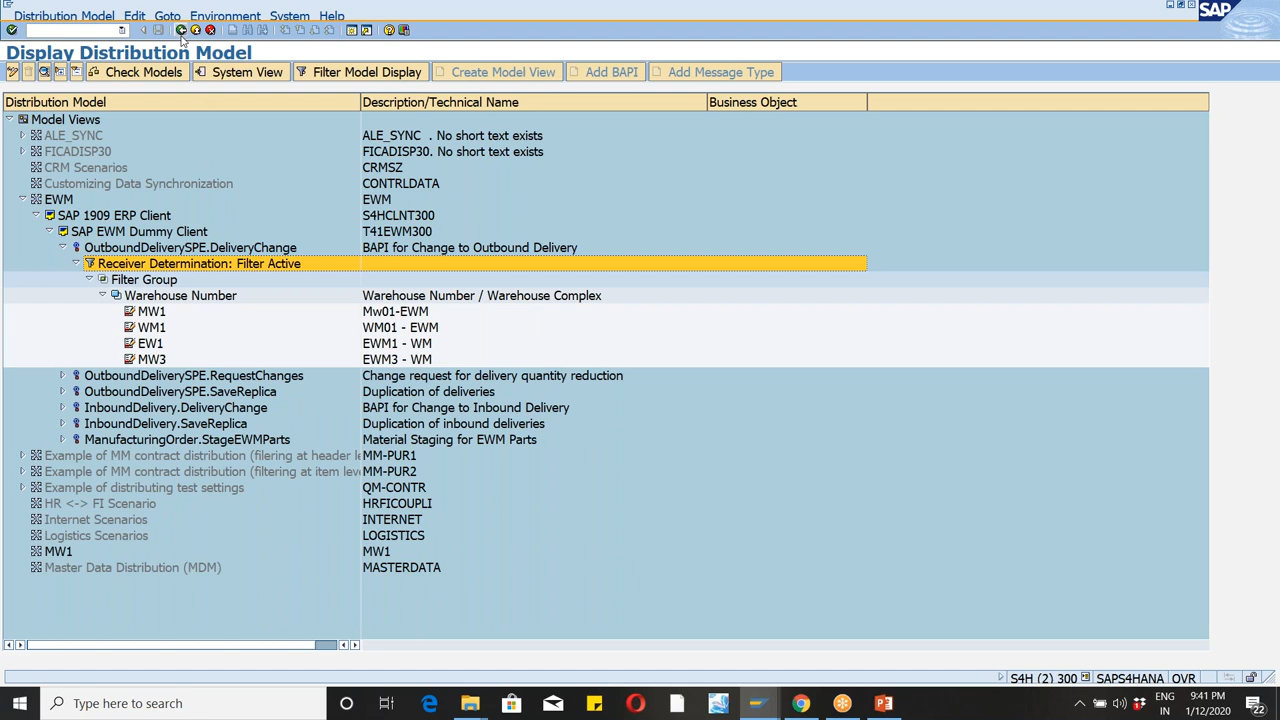 Distribution Model Edit Goto Environment System Help
SAP
Display Distribution Model
Check Models System View Filter Model Display Create Model View Add BAPI Add Message Type
Distribution Model Description/Technical Name Business Object
Model Views
ALE_SYNC ALE_SYNC . No short text exists
FICADISP30 FICADISP30. No short text exists
CRM Scenarios CRMSZ
Customizing Data Synchronization CONTRLDATA
EWM EWM
SAP 1909 ERP Client S4HCLNT300
SAP EWM Dummy Client T41EWM300
OutboundDeliverySPE.DeliveryChange BAPI for Change to Outbound Delivery
Receiver Determination: Filter Active
Filter Group
Warehouse Number Warehouse Number / Warehouse Complex
MW1 Mw01-EWM
WM1 WM01 - EWM
EW1 EWM1 - WM
MW3 EWM3 - WM
OutboundDeliverySPE.RequestChanges Change request for delivery quantity reduction
OutboundDeliverySPE.SaveReplica Duplication of deliveries
InboundDelivery.DeliveryChange BAPI for Change to Inbound Delivery
InboundDelivery.SaveReplica Duplication of inbound deliveries
ManufacturingOrder.StageEWMParts Material Staging for EWM Parts
Example of MM contract distribution (filering at header le MM-PUR1
Example of MM contract distribution (filtering at item leve MM-PUR2
Example of distributing test settings QM-CONTR
HR <-> FI Scenario HRFICOUPLI
Internet Scenarios INTERNET
Logistics Scenarios LOGISTICS
MW1 MW1
Master Data Distribution (MDM) MASTERDATA
S4H (2) 300 SAPS4HANA OVR
Type here to search
ENG 9:41 PM
IN 1/12/2020
22